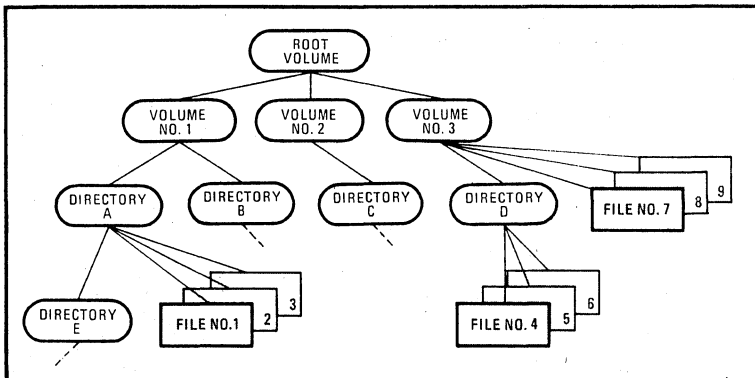 ROOT
VOLUME
VOLUME
NO. 1
VOLUME
NO. 2
VOLUME
NO. 3
DIRECTORY
A
DIRECTORY
B
DIRECTORY
C
DIRECTORY
D
FILE NO. 7
8
9
DIRECTORY
E
FILE NO.1
2
3
FILE NO. 4
5
6